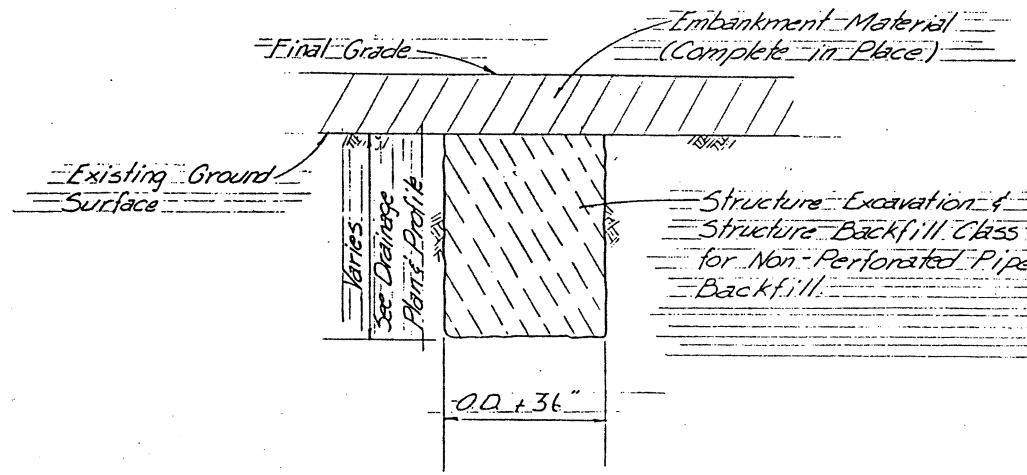 Final Grade
Embankment Material
(Complete in Place)
Existing Ground
Surface
Varies
See Drainage
Plan & Profile
Structure Excavation &
Structure Backfill Class
for Non-Perforated Pipe
Backfill
O.D. + 36"